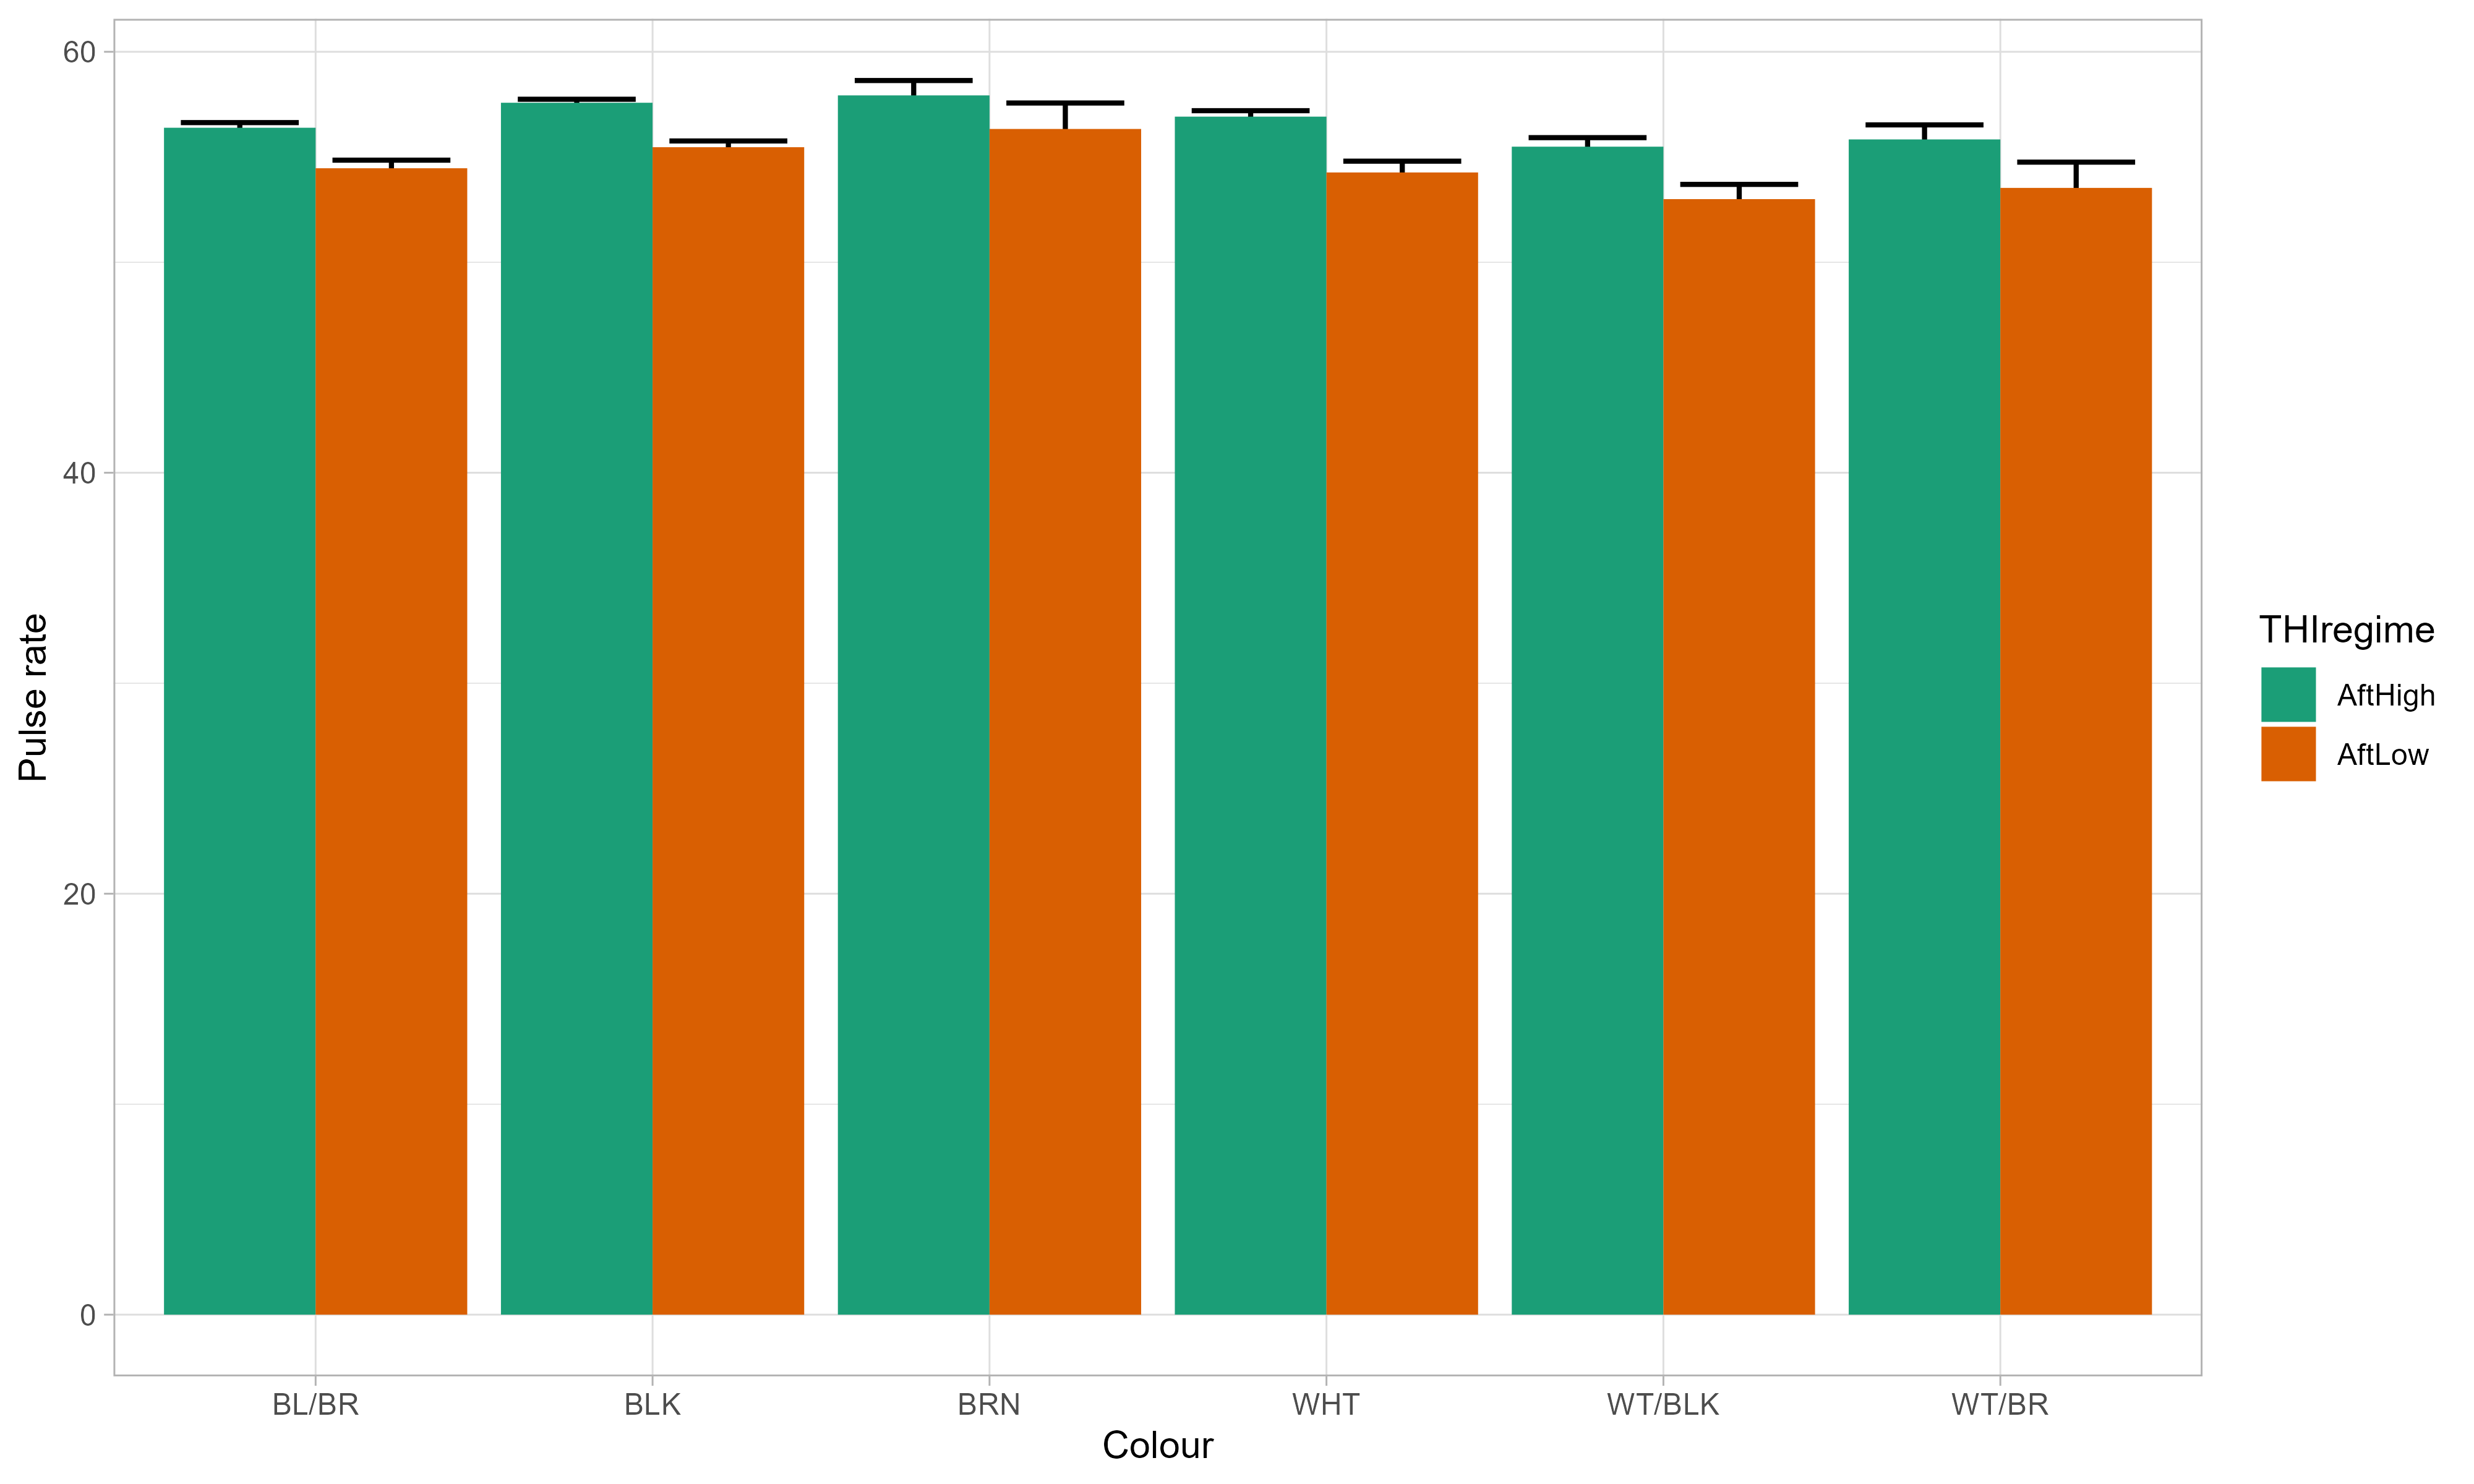 60
40
20
0
Pulse rate
BL/BR
BLK
BRN
WHT
WT/BLK
WT/BR
Colour
THIregime
AftHigh
AftLow